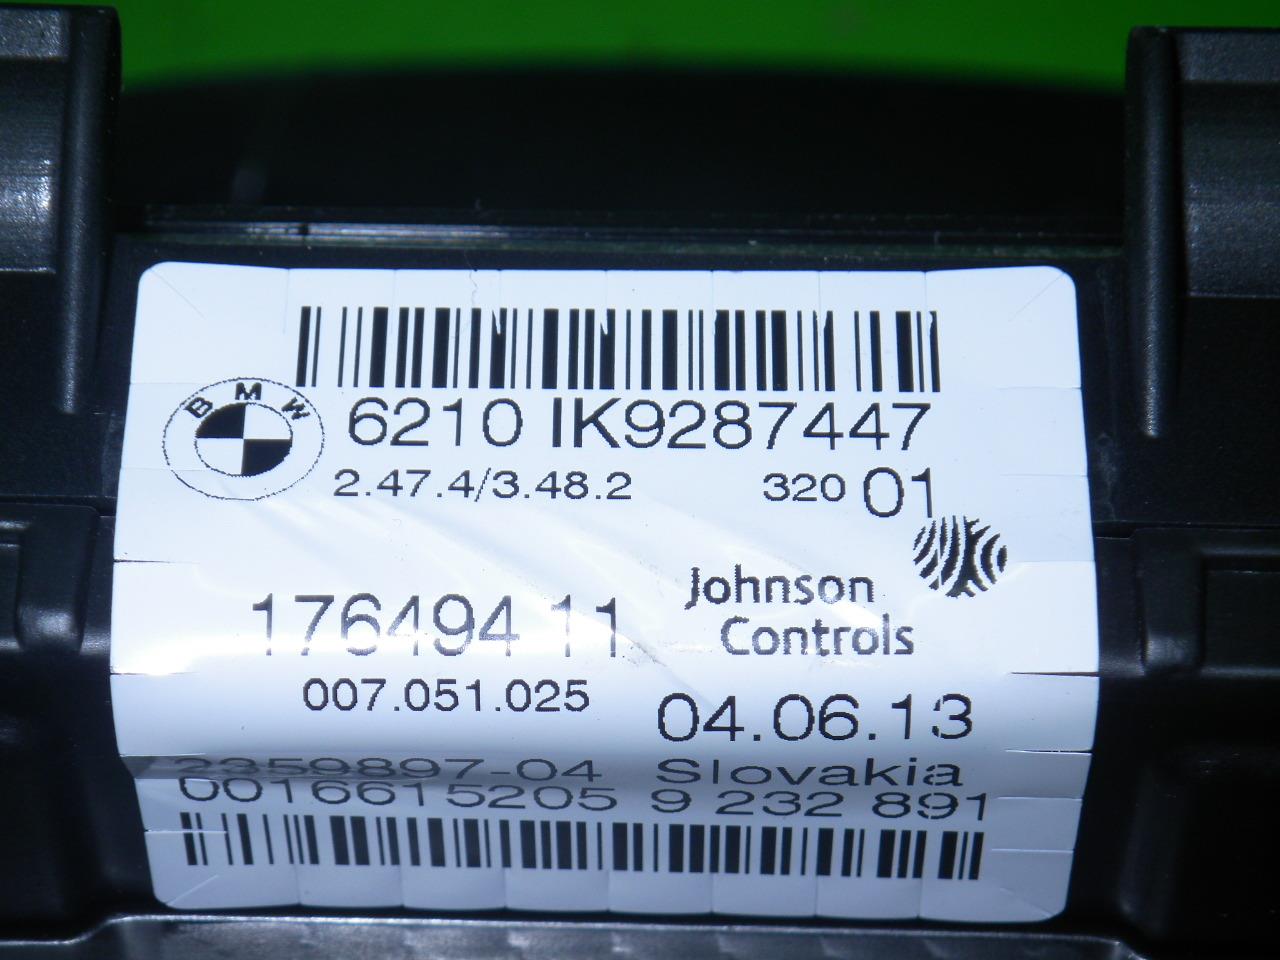 BMW
6210 IK9287447
2.47.4/3.48.2 320 01
Johnson
Controls
176494 11
007.051.025 04.06.13
2359897-04 Slovakia
0016615205 9 232 891